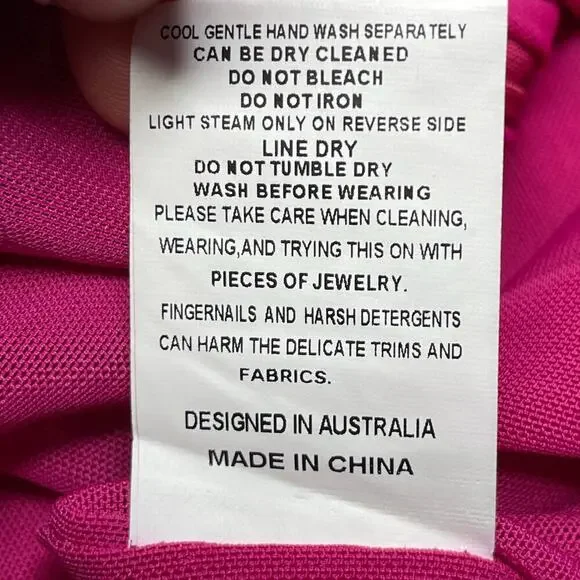 COOL GENTLE HAND WASH SEPARATELY
CAN BE DRY CLEANED
DO NOT BLEACH
DO NOT IRON
LIGHT STEAM ONLY ON REVERSE SIDE
LINE DRY
DO NOT TUMBLE DRY
WASH BEFORE WEARING
PLEASE TAKE CARE WHEN CLEANING,
WEARING,AND TRYING THIS ON WITH
PIECES OF JEWELRY.
FINGERNAILS AND HARSH DETERGENTS
CAN HARM THE DELICATE TRIMS AND
FABRICS.
DESIGNED IN AUSTRALIA
MADE IN CHINA